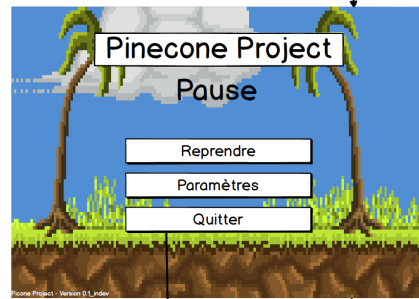 Pinecone Project
Pause
Reprendre
Paramètres
Quitter
Picone Project - Version 0.1_indev